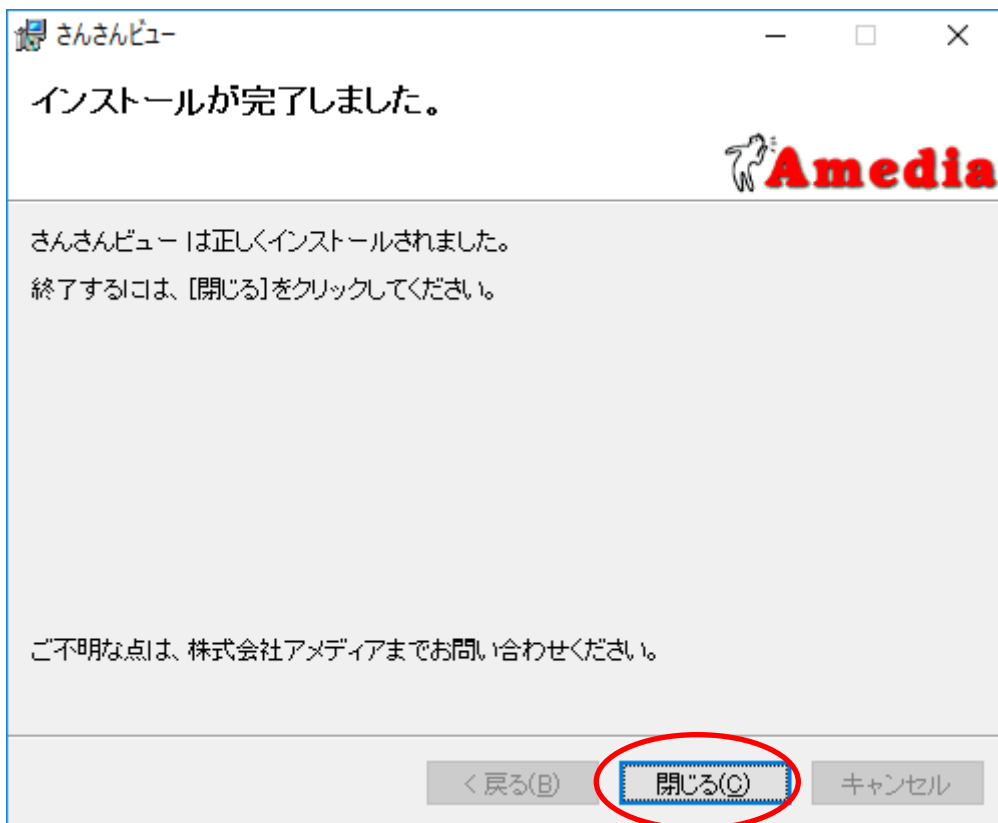 さんさんビュー
インストールが完了しました。
Amedia
さんさんビュー は正しくインストールされました。
終了するには、[閉じる]をクリックしてください。
ご不明な点は、株式会社アメディアまでお問い合わせください。
< 戻る(B) 閉じる(C) キャンセル